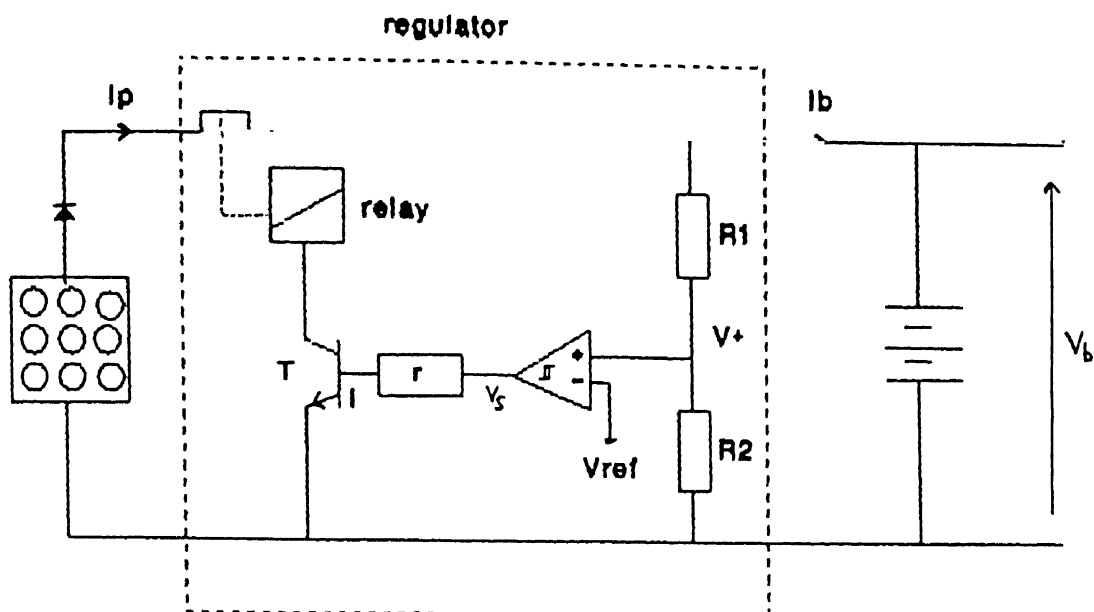 regulator
Ip
Ib
relay
R1
V+
Vb
T
I
r
Vs
+
-
Vref
R2